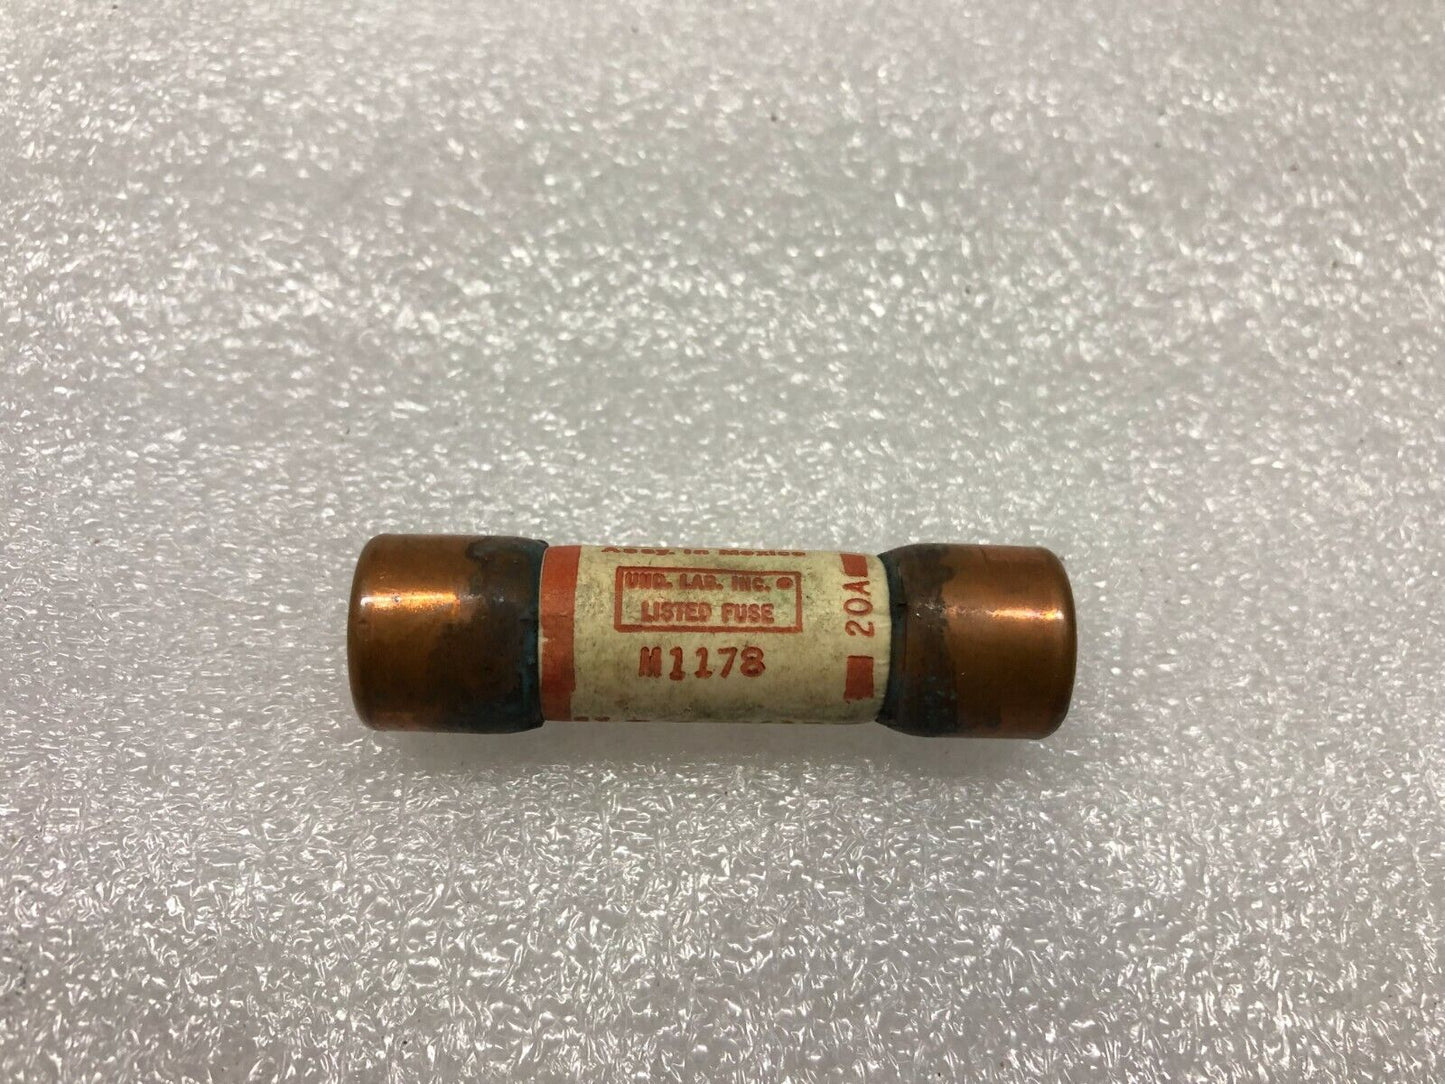 Assy. in Mexico
UND. LAB. INC. ®
LISTED FUSE
M1178
20A